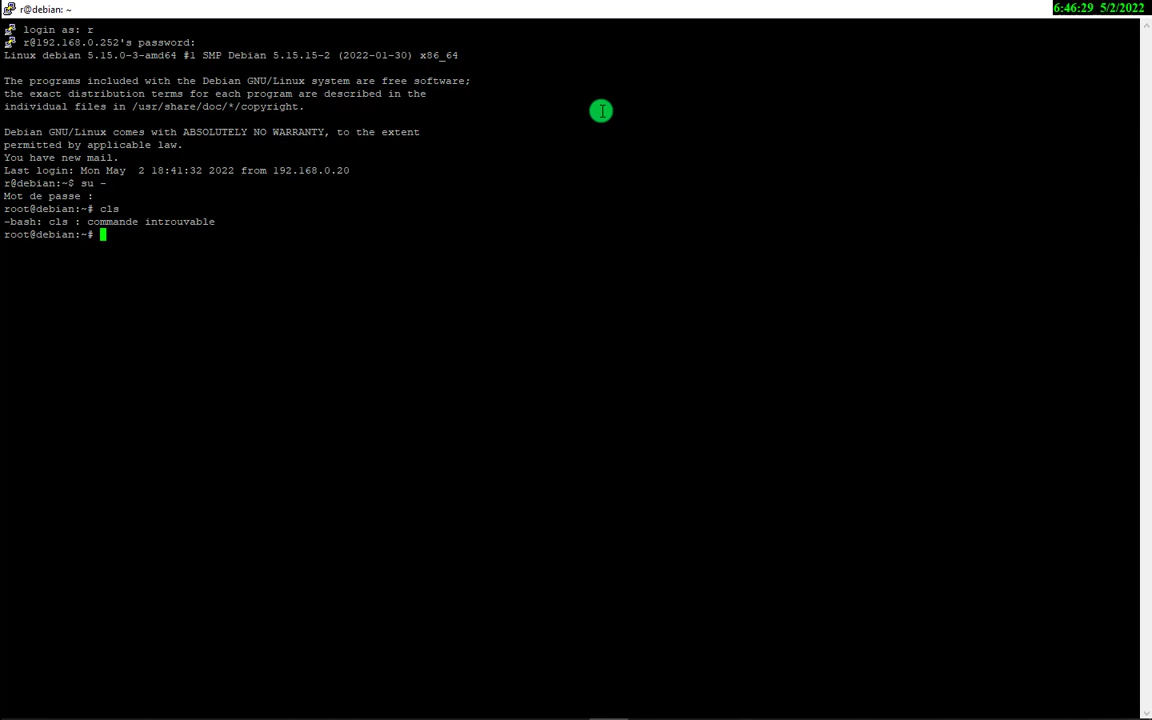 r@debian: ~
6:46:29 5/2/2022
login as: r
r@192.168.0.252's password:
Linux debian 5.15.0-3-amd64 #1 SMP Debian 5.15.15-2 (2022-01-30) x86_64
The programs included with the Debian GNU/Linux system are free software;
the exact distribution terms for each program are described in the
individual files in /usr/share/doc/*/copyright.
Debian GNU/Linux comes with ABSOLUTELY NO WARRANTY, to the extent
permitted by applicable law.
You have new mail.
Last login: Mon May  2 18:41:32 2022 from 192.168.0.20
r@debian:~$ su -
Mot de passe :
root@debian:~# cls
-bash: cls : commande introuvable
root@debian:~#